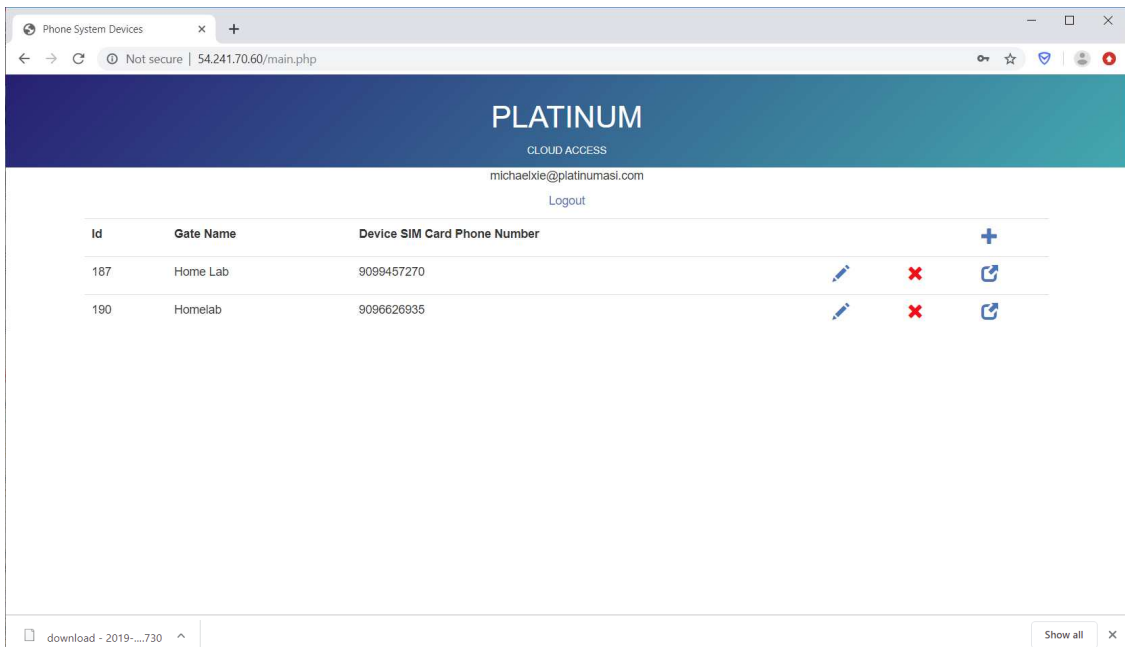 Phone System Devices
Not secure | 54.241.70.60/main.php
PLATINUM
CLOUD ACCESS
michaelxie@platinumasi.com
Logout
Id Gate Name Device SIM Card Phone Number
187 Home Lab 9099457270
190 Homelab 9096626935
download - 2019-....730
Show all